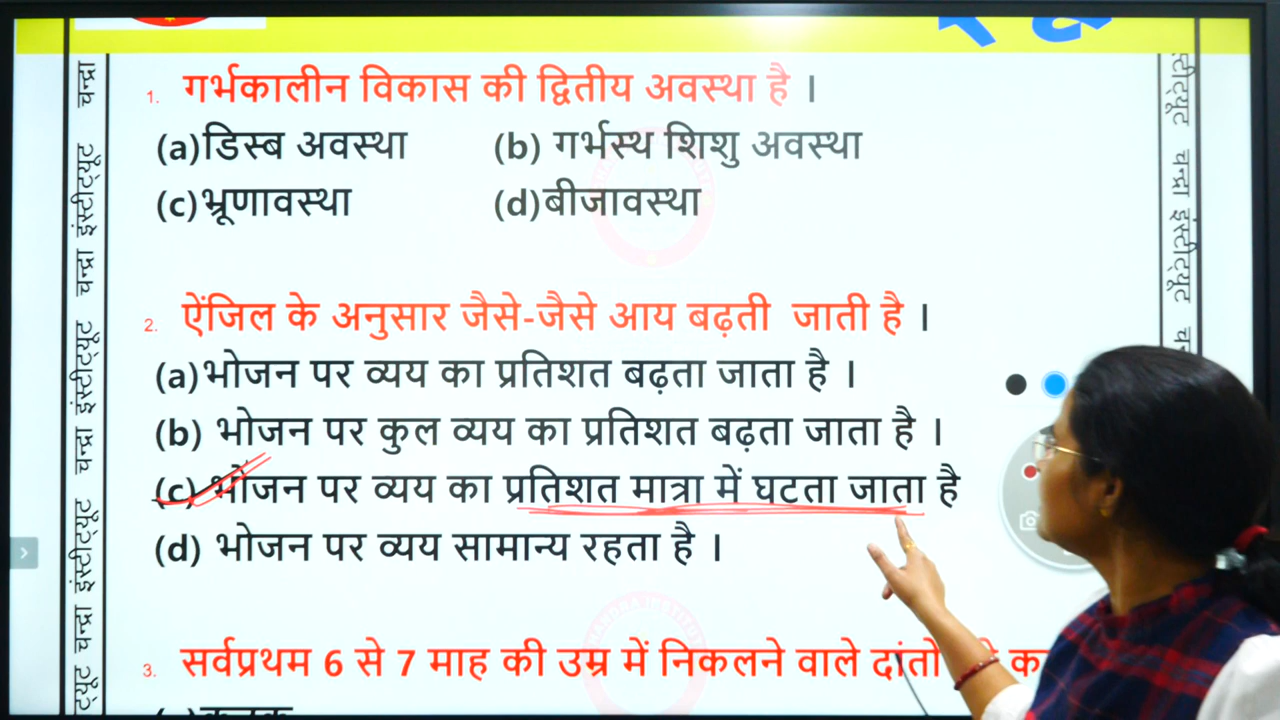 1. गर्भकालीन विकास की द्वितीय अवस्था है ।
(a)डिस्ब अवस्था (b) गर्भस्थ शिशु अवस्था
(c)भ्रूणावस्था (d)बीजावस्था
2. ऐंजिल के अनुसार जैसे-जैसे आय बढ़ती जाती है ।
(a)भोजन पर व्यय का प्रतिशत बढ़ता जाता है ।
(b) भोजन पर कुल व्यय का प्रतिशत बढ़ता जाता है ।
(c) भोजन पर व्यय का प्रतिशत मात्रा में घटता जाता है
(d) भोजन पर व्यय सामान्य रहता है ।
3. सर्वप्रथम 6 से 7 माह की उम्र में निकलने वाले दांतो
चन्द्रा इंस्टीट्यूट चन्द्रा इंस्टीट्यूट चन्द्रा इंस्टीट्यूट चन्द्रा
चन्द्रा इंस्टीट्यूट